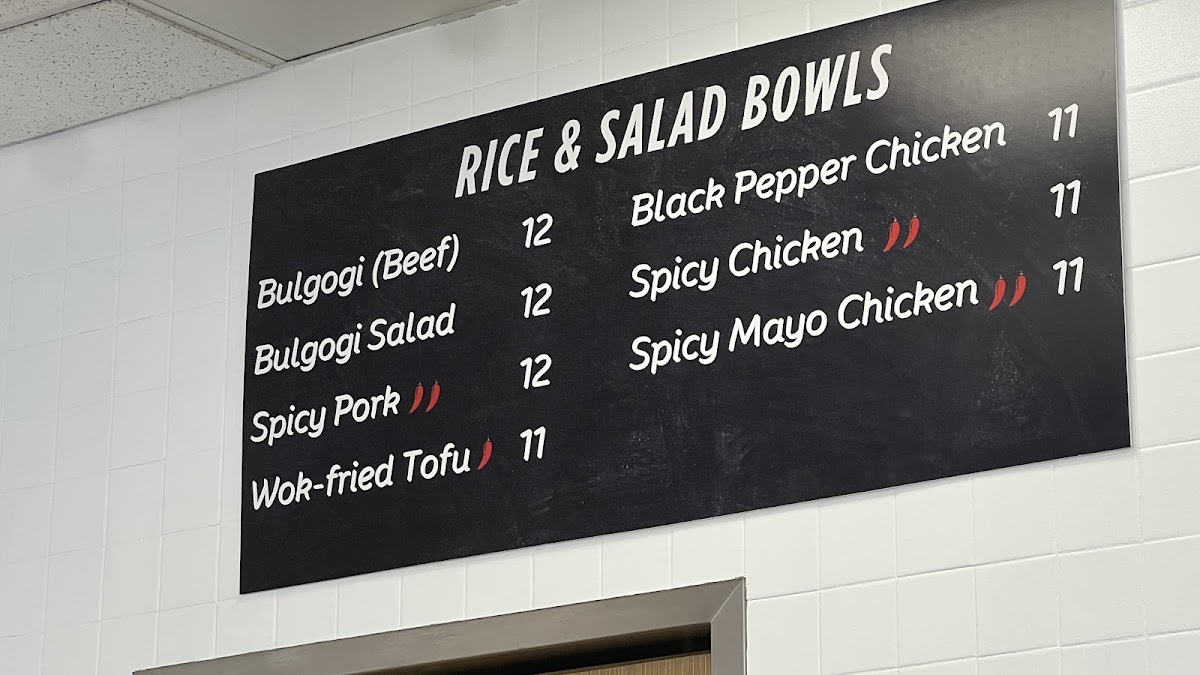 RICE & SALAD BOWLS
Bulgogi (Beef) 12
Bulgogi Salad 12
Spicy Pork 12
Wok-fried Tofu 11
Black Pepper Chicken 11
Spicy Chicken 11
Spicy Mayo Chicken 11